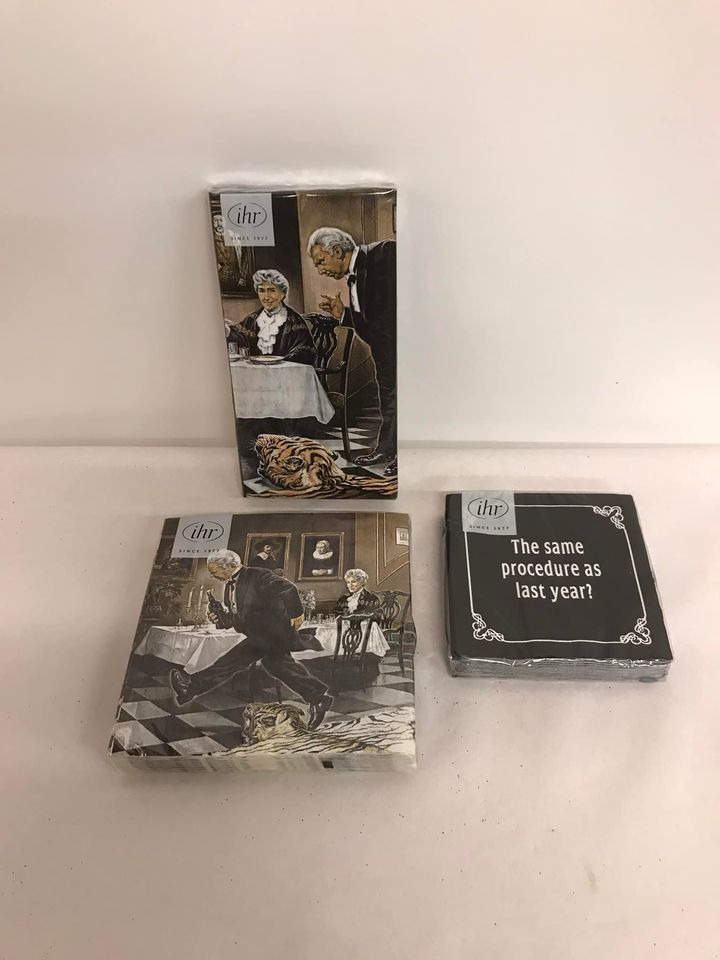 ihr
SINCE 1977
ihr
SINCE 1977
ihr
SINCE 1977
The same
procedure as
last year?